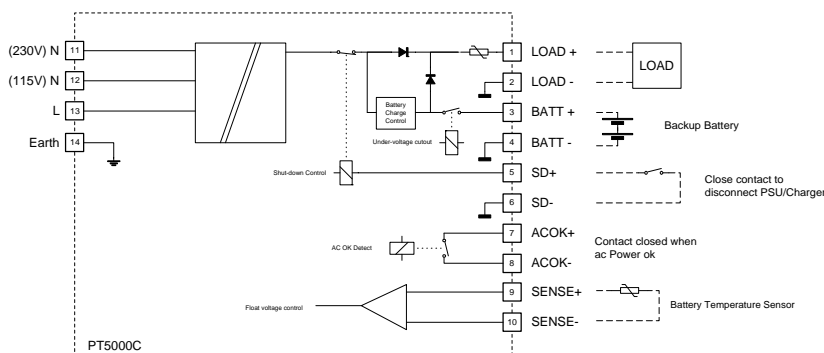 (230V) N 11
(115V) N 12
L 13
Earth 14
Battery
Charge
Control
Under-voltage cutout
Shut-down Control
AC OK Detect
Float voltage control
PT5000C
1 LOAD +
2 LOAD -
3 BATT +
4 BATT -
5 SD+
6 SD-
7 ACOK+
8 ACOK-
9 SENSE+
10 SENSE-
LOAD
Backup Battery
Close contact to
disconnect PSU/Charger
Contact closed when
ac Power ok
Battery Temperature Sensor